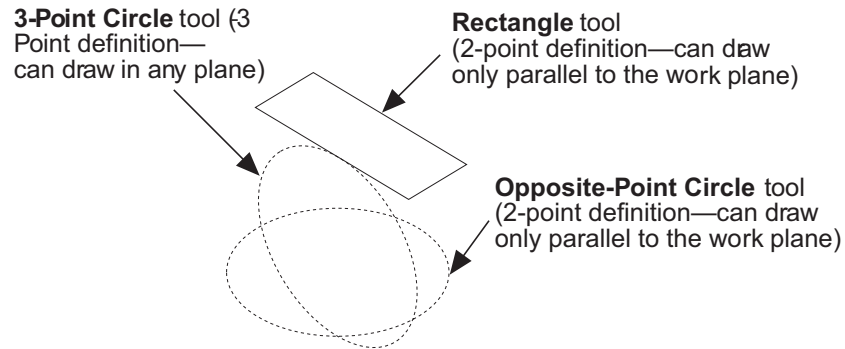 3-Point Circle tool (-3
Point definition—
can draw in any plane)
Rectangle tool
(2-point definition—can draw
only parallel to the work plane)
Opposite-Point Circle tool
(2-point definition—can draw
only parallel to the work plane)